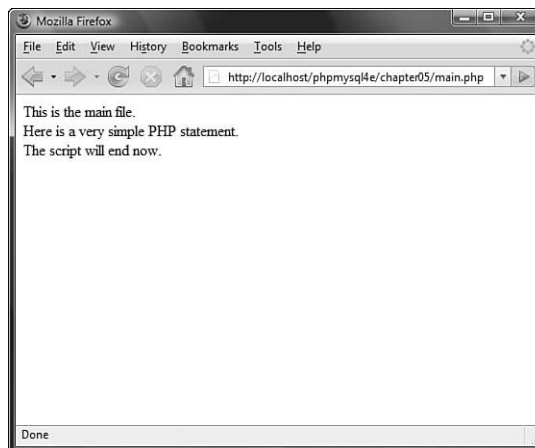 Mozilla Firefox
File Edit View History Bookmarks Tools Help
http://localhost/phpmysql4e/chapter05/main.php
This is the main file.
Here is a very simple PHP statement.
The script will end now.
Done